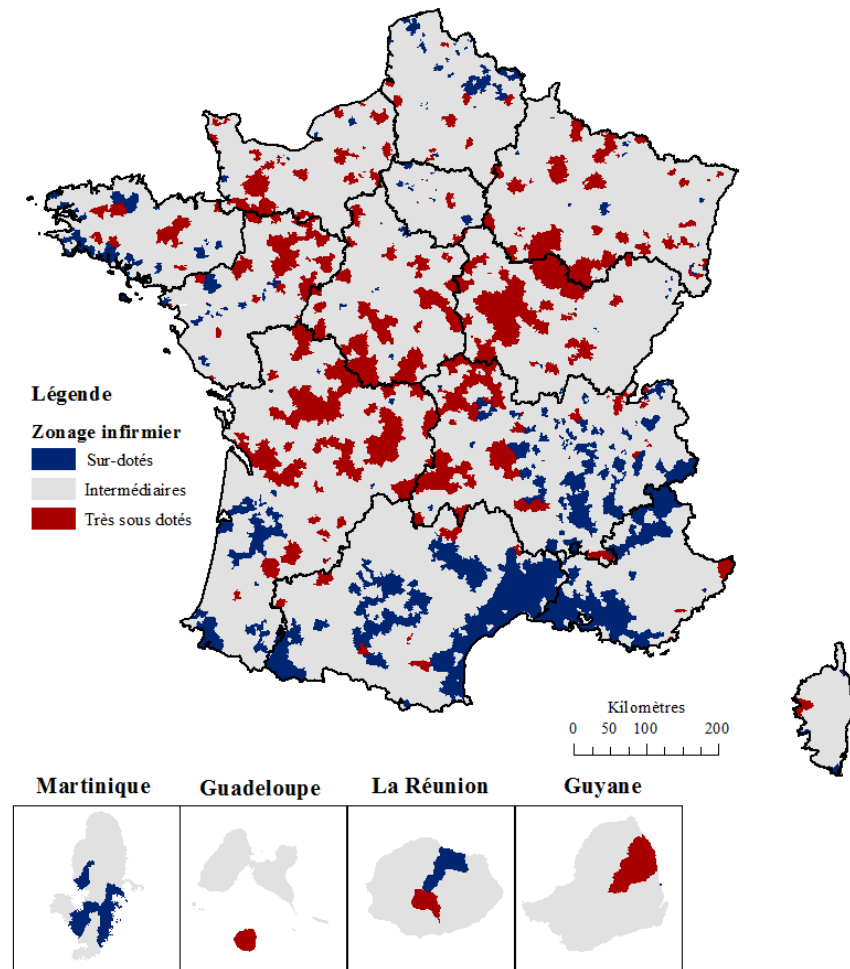 Légende
Zonage infirmier
Sur-dotés
Intermédiaires
Très sous dotés
Kilomètres
0 50 100 200
Martinique Guadeloupe La Réunion Guyane